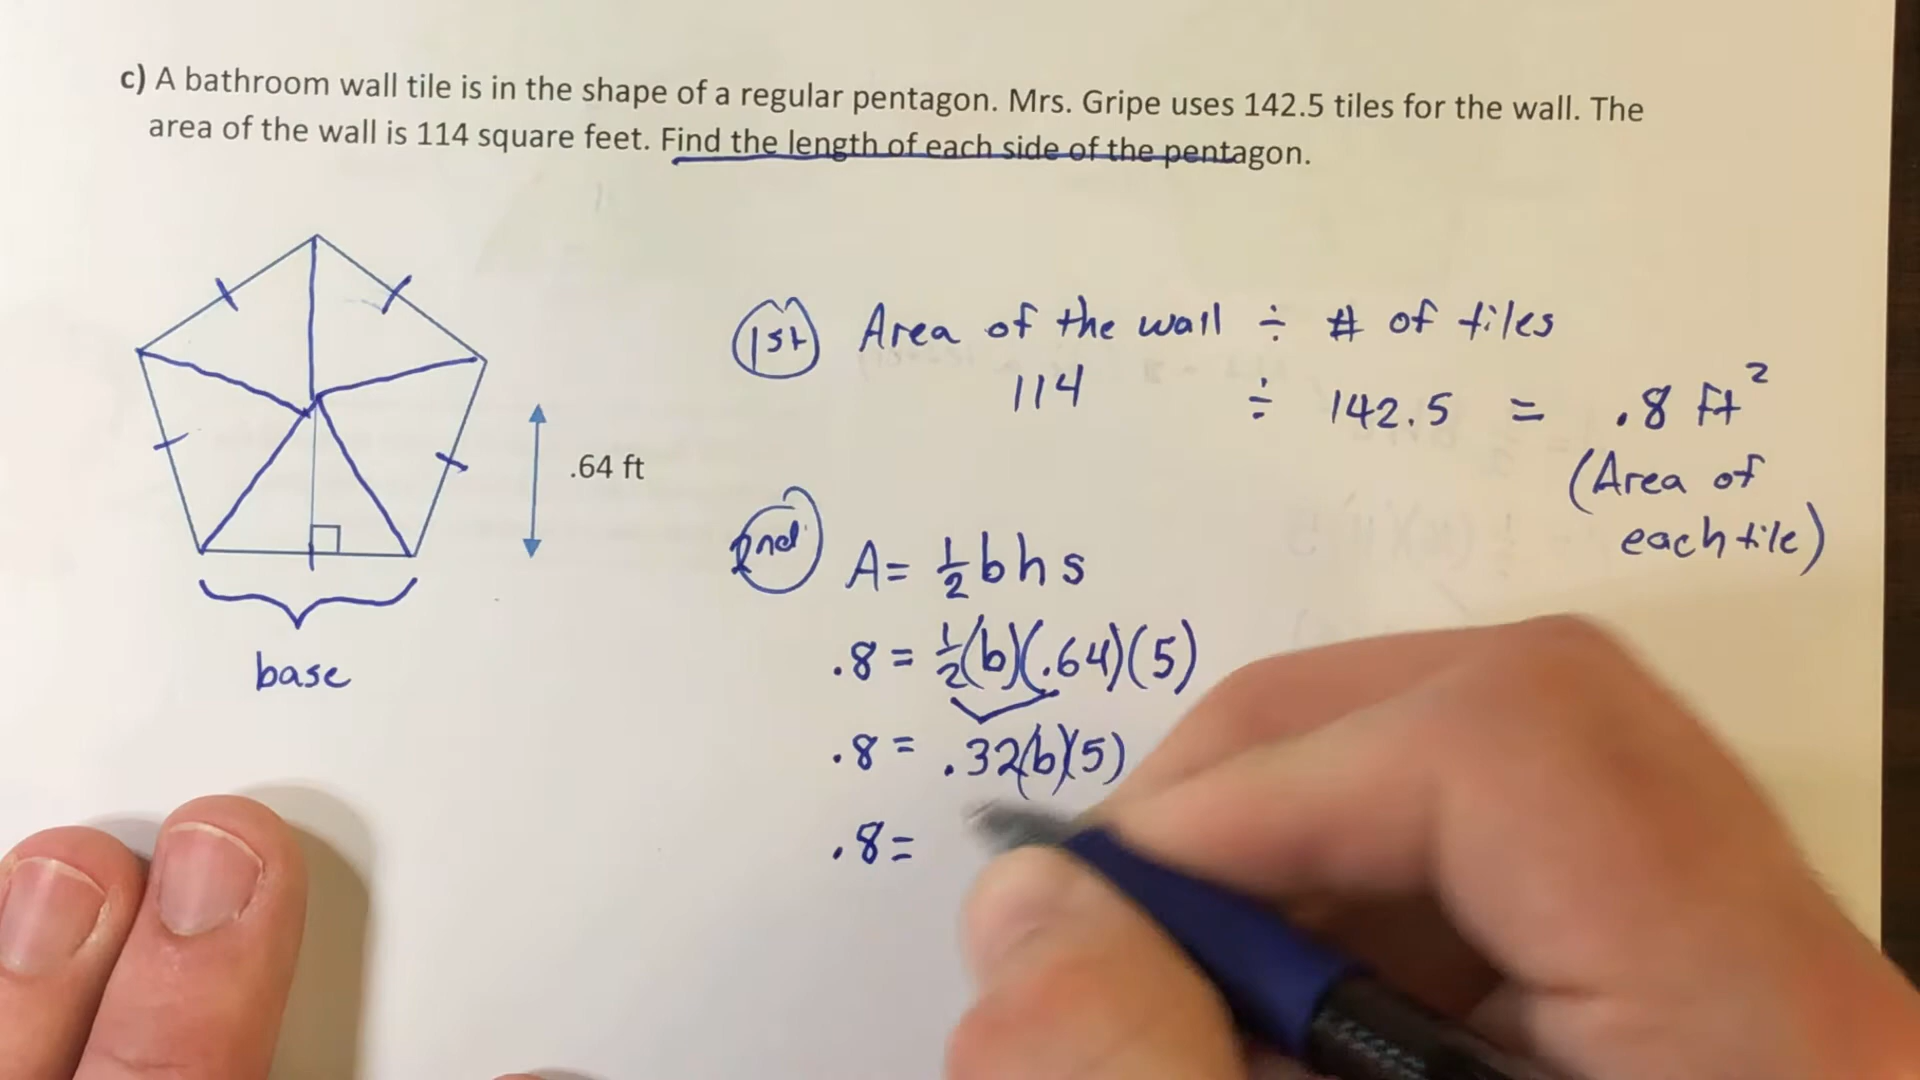 c) A bathroom wall tile is in the shape of a regular pentagon. Mrs. Gripe uses 142.5 tiles for the wall. The
area of the wall is 114 square feet. Find the length of each side of the pentagon.
.64 ft
base
1st Area of the wall ÷ # of tiles
114 ÷ 142.5 = .8 ft²
(Area of
each tile)
2nd A = ½ b h s
.8 = ½(b)(.64)(5)
.8 = .32(b)(5)
.8 =